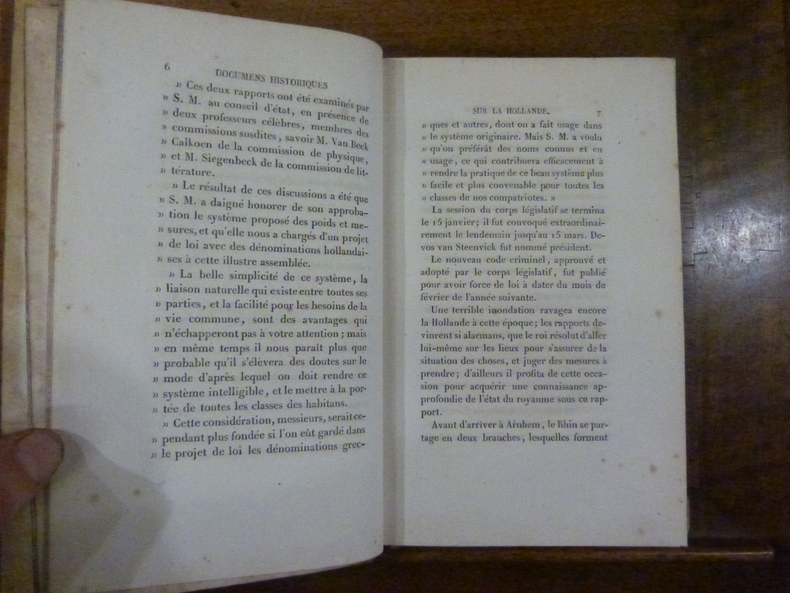 6
DOCUMENS HISTORIQUES
» Ces deux rapports ont été examinés par
» S. M. au conseil d'état, en présence de
» deux professeurs célèbres, membres des
» commissions susdites, savoir M. Van Beck
» Calkoen de la commission de physique,
» et M. Siegenbeck de la commission de lit-
» térature.
» Le résultat de ces discussions a été que
» S. M. a daigné honorer de son approba-
» tion le système proposé des poids et me-
» sures, et qu'elle nous a chargés d'un projet
» de loi avec des dénominations hollandai-
» ses à cette illustre assemblée.
» La belle simplicité de ce système, la
» liaison naturelle qui existe entre toutes ses
» parties, et la facilité pour les besoins de la
» vie commune, sont des avantages qui
» n'échapperont pas à votre attention; mais
» en même temps il nous paraît plus que
» probable qu'il s'élèvera des doutes sur le
» mode d'après lequel on doit rendre ce
» système intelligible, et le mettre à la por-
» tée de toutes les classes des habitans.
» Cette considération, messieurs, serait ce-
» pendant plus fondée si l'on eût gardé dans
» le projet de loi les dénominations grec-
SUR LA HOLLANDE.
7
» ques et autres, dont on a fait usage dans
» le système originaire. Mais S. M. a voulu
» qu'on préférât des noms connus et en
» usage, ce qui contribuera efficacement à
» rendre la pratique de ce beau système plus
» facile et plus convenable pour toutes les
» classes de nos compatriotes. »
La session du corps législatif se termina
le 15 janvier; il fut convoqué extraordinai-
rement le lendemain jusqu'au 15 mars. De-
vos van Steenvick fut nommé président.
Le nouveau code criminel, approuvé et
adopté par le corps législatif, fut publié
pour avoir force de loi à dater du mois de
février de l'année suivante.
Une terrible inondation ravagea encore
la Hollande à cette époque; les rapports de-
vinrent si alarmans, que le roi résolut d'aller
lui-même sur les lieux pour s'assurer de la
situation des choses, et juger des mesures à
prendre; d'ailleurs il profita de cette occa-
sion pour acquérir une connaissance ap-
profondie de l'état du royaume sous ce rap-
port.
Avant d'arriver à Arnhem, le Rhin se par-
tage en deux branches, lesquelles forment